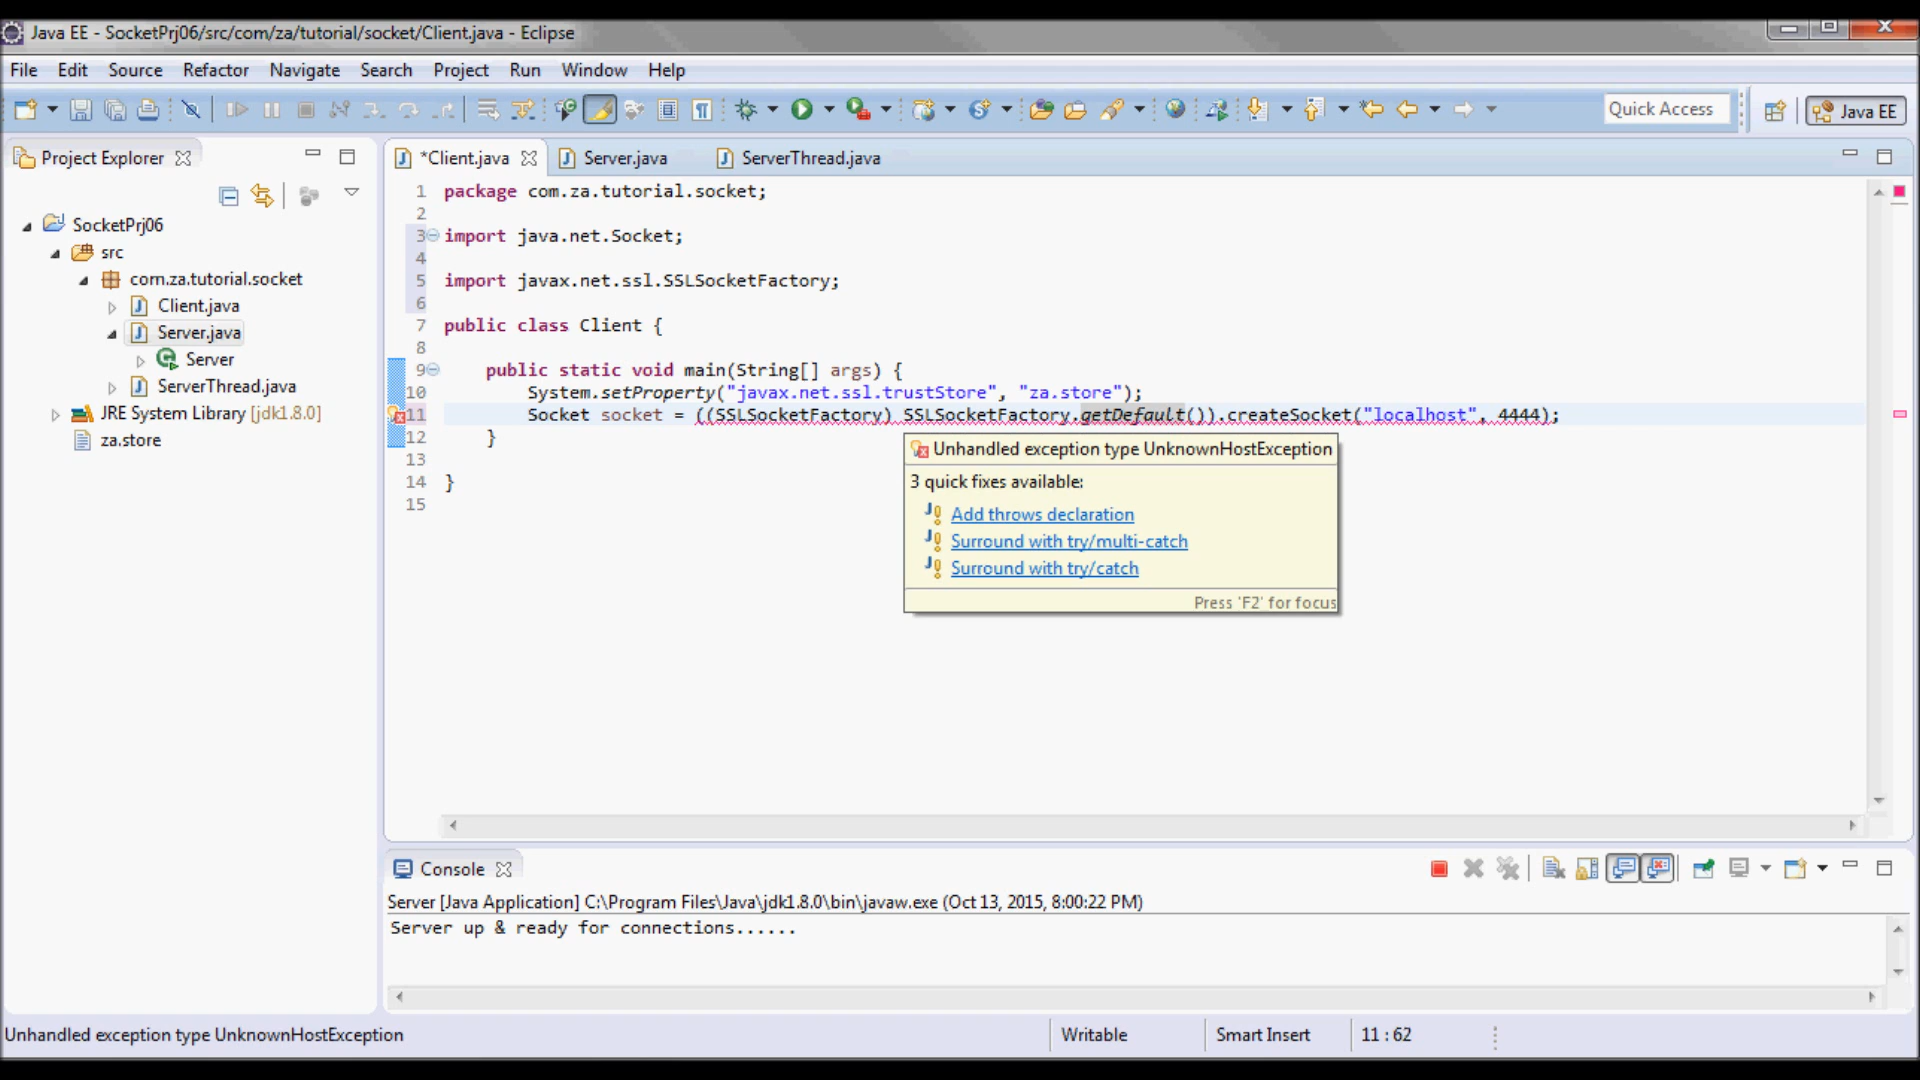 Java EE - SocketPrj06/src/com/za/tutorial/socket/Client.java - Eclipse
File Edit Source Refactor Navigate Search Project Run Window Help
Quick Access
Java EE
Project Explorer
SocketPrj06
src
com.za.tutorial.socket
Client.java
Server.java
Server
ServerThread.java
JRE System Library [jdk1.8.0]
za.store
*Client.java Server.java ServerThread.java
1 package com.za.tutorial.socket;
2
3 import java.net.Socket;
4
5 import javax.net.ssl.SSLSocketFactory;
6
7 public class Client {
8
9 public static void main(String[] args) {
10 System.setProperty("javax.net.ssl.trustStore", "za.store");
11 Socket socket = ((SSLSocketFactory) SSLSocketFactory.getDefault()).createSocket("localhost", 4444);
12 }
13
14 }
15
Unhandled exception type UnknownHostException
3 quick fixes available:
Add throws declaration
Surround with try/multi-catch
Surround with try/catch
Press 'F2' for focus
Console
Server [Java Application] C:\Program Files\Java\jdk1.8.0\bin\javaw.exe (Oct 13, 2015, 8:00:22 PM)
Server up & ready for connections......
Unhandled exception type UnknownHostException
Writable
Smart Insert
11 : 62